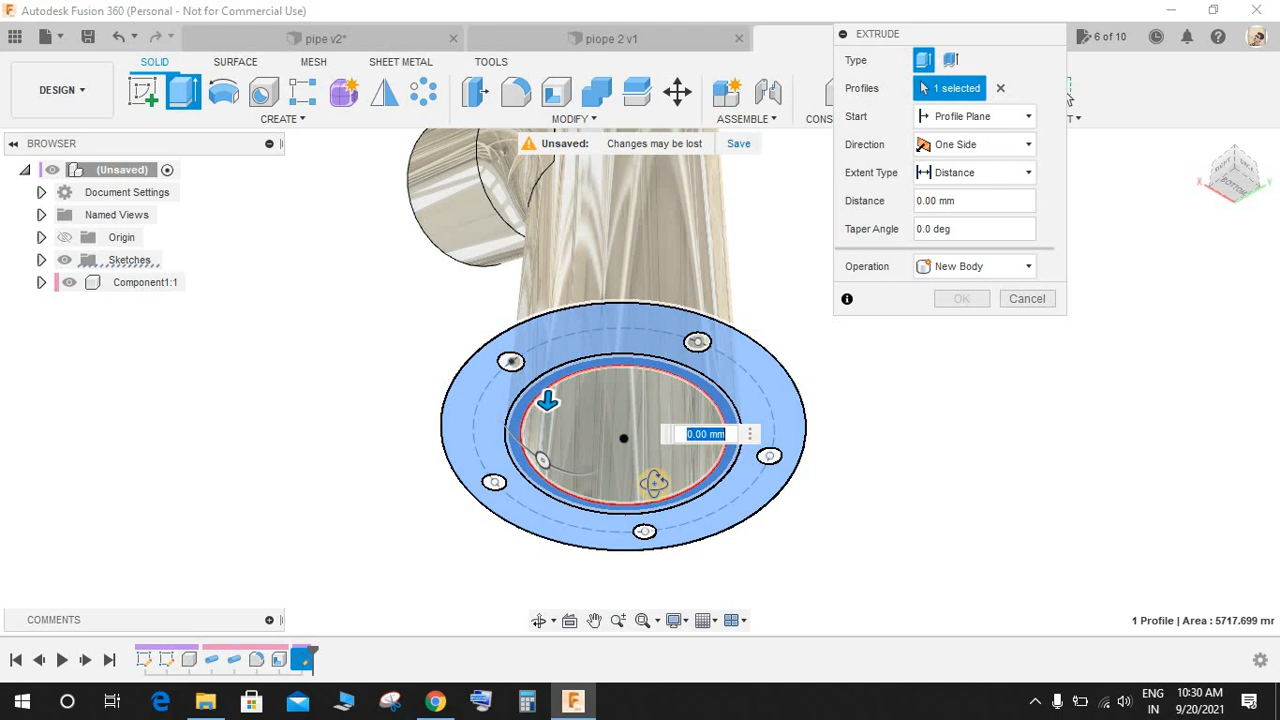 Autodesk Fusion 360 (Personal - Not for Commercial Use)
pipe v2*
piope 2 v1
6 of 10
DESIGN
SOLID
SURFACE
MESH
SHEET METAL
TOOLS
CREATE
MODIFY
ASSEMBLE
CONS
T
BROWSER
Unsaved: Changes may be lost Save
(Unsaved)
Document Settings
Named Views
Origin
Sketches
Component1:1
EXTRUDE
Type
Profiles 1 selected
Start Profile Plane
Direction One Side
Extent Type Distance
Distance 0.00 mm
Taper Angle 0.0 deg
Operation New Body
OK Cancel
BOTTOM
X
Y
0.00 mm
COMMENTS
1 Profile | Area : 5717.699 mr
ENG
IN
10:30 AM
9/20/2021